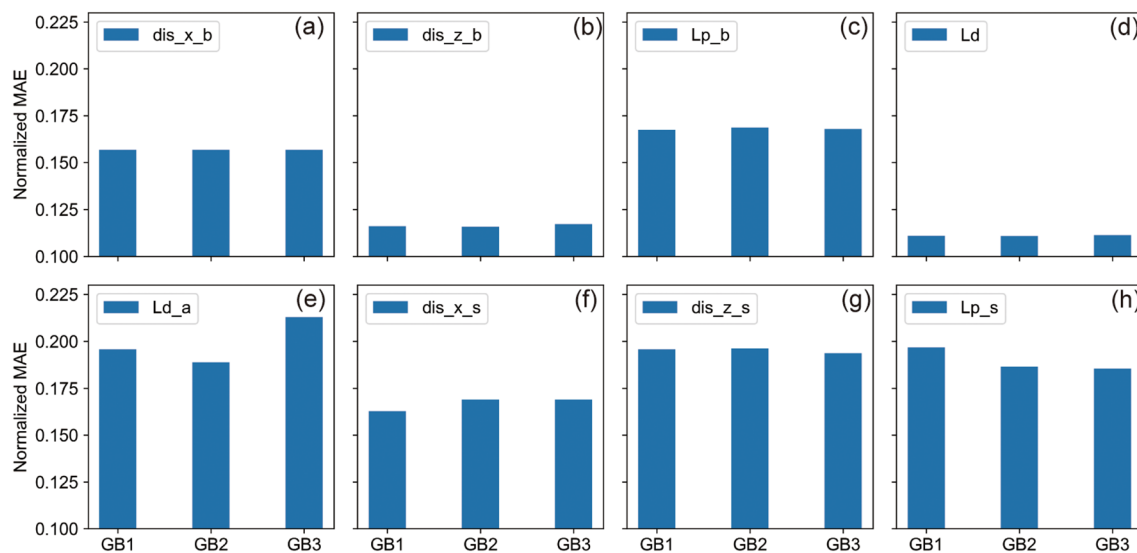 (a)
dis_x_b
(b)
dis_z_b
(c)
Lp_b
(d)
Ld
Normalized MAE
0.225
0.200
0.175
0.150
0.125
0.100
(e)
Ld_a
(f)
dis_x_s
(g)
dis_z_s
(h)
Lp_s
Normalized MAE
0.225
0.200
0.175
0.150
0.125
0.100
GB1 GB2 GB3
GB1 GB2 GB3
GB1 GB2 GB3
GB1 GB2 GB3